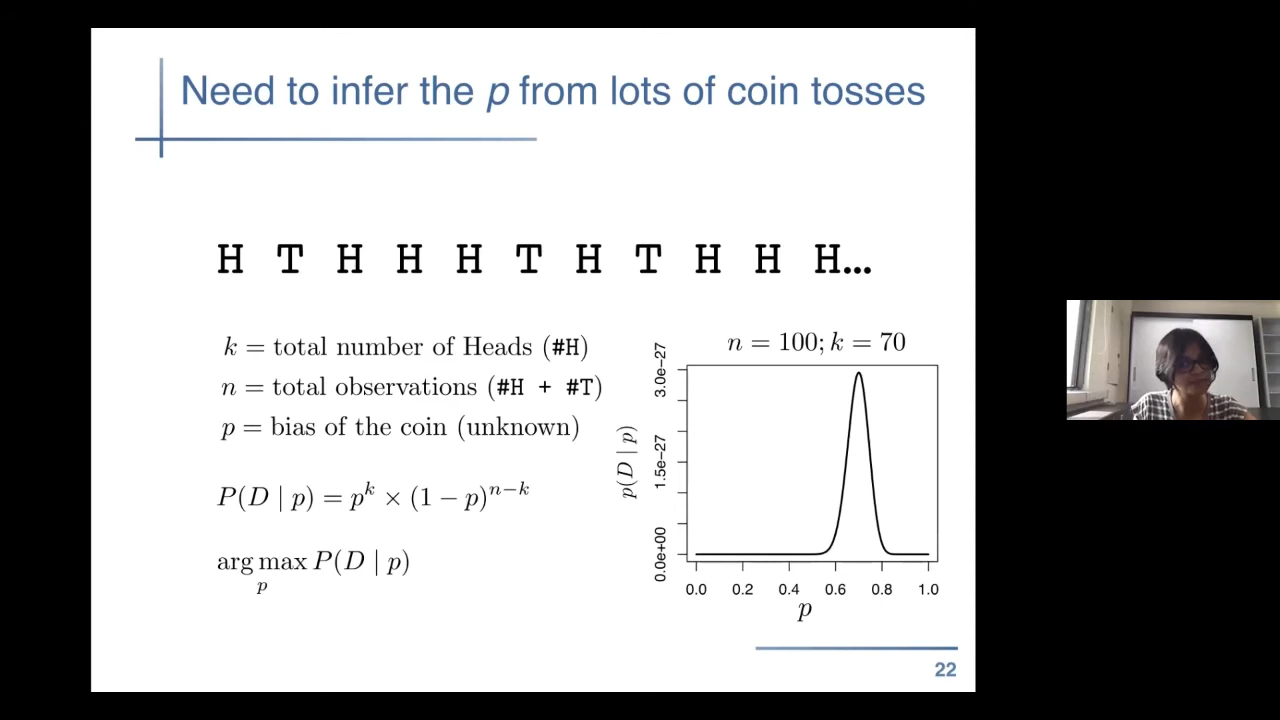 Need to infer the p from lots of coin tosses
H T H H H T H T H H H...
k = total number of Heads (#H)
n = total observations (#H + #T)
p = bias of the coin (unknown)
P(D | p) = p^k × (1 − p)^{n−k}
arg max P(D | p)
p
n = 100; k = 70
p(D | p)
3.0e−27
1.5e−27
0.0e+00
0.0 0.2 0.4 0.6 0.8 1.0
p
22